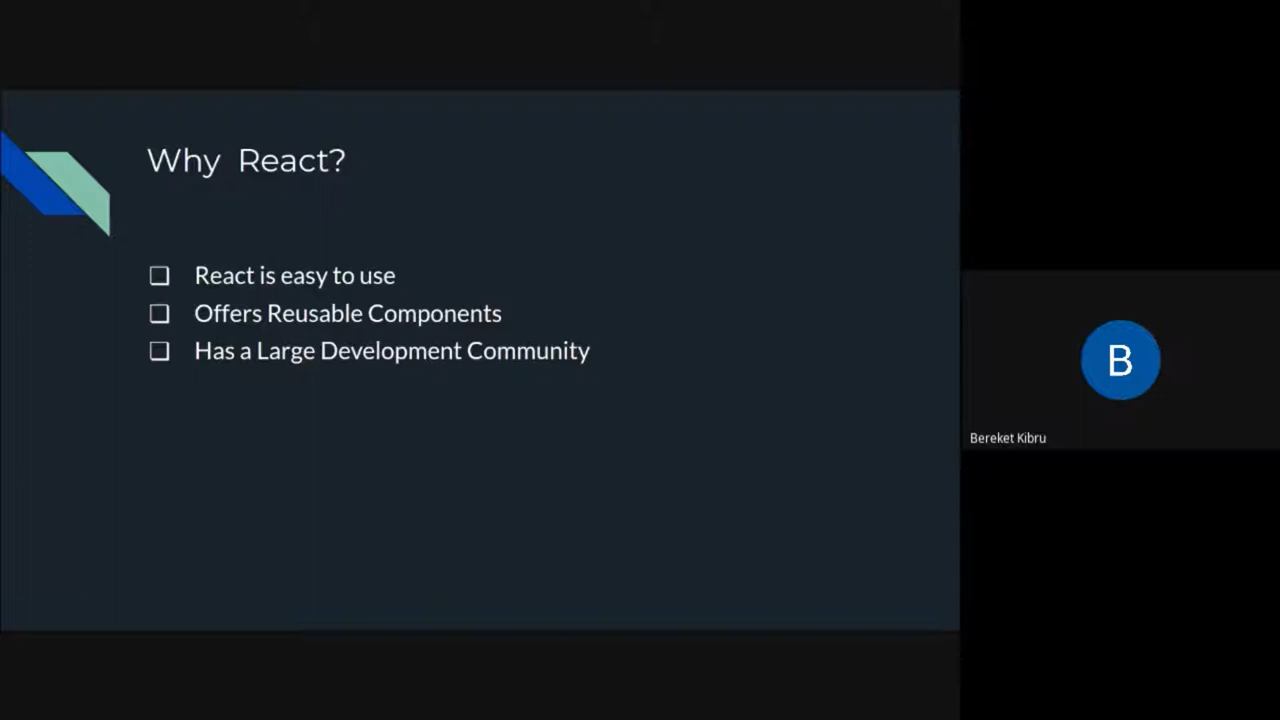 Why React?
❑ React is easy to use
❑ Offers Reusable Components
❑ Has a Large Development Community
B
Bereket Kibru